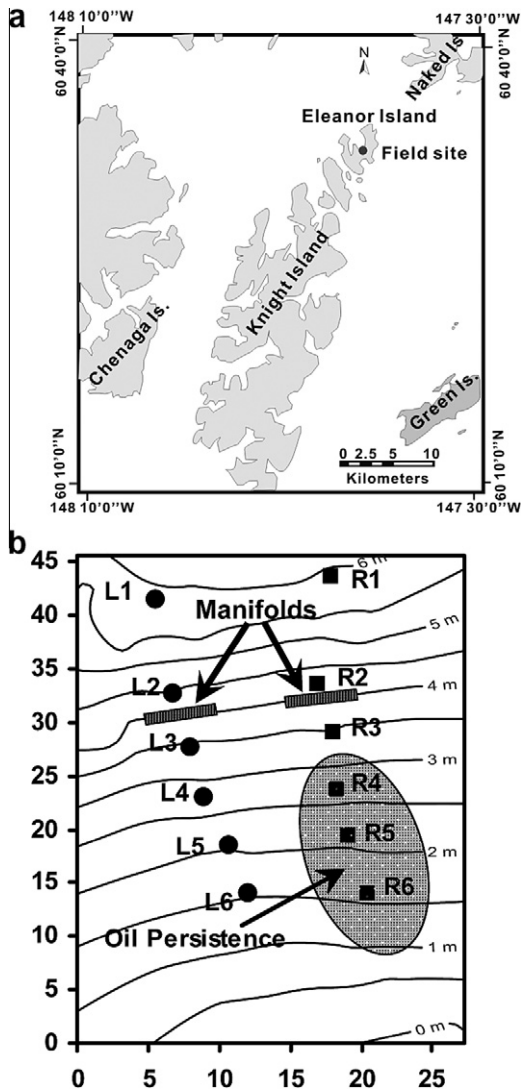 a
148 10'0''W 147 30'0''W
60 40'0''N 60 40'0''N
N
Naked Is.
Eleanor Island
Field site
Knight Island
Chenaga Is.
Green Is.
0 2.5 5 10
Kilometers
60 10'0''N 60 10'0''N
148 10'0''W 147 30'0''W
b
45
40
35
30
25
20
15
10
5
0
6 m
R1
L1
Manifolds
5 m
L2 R2
4 m
L3 R3
3 m
L4 R4
L5 R5
2 m
L6 R6
Oil Persistence
1 m
0 m
0 5 10 15 20 25